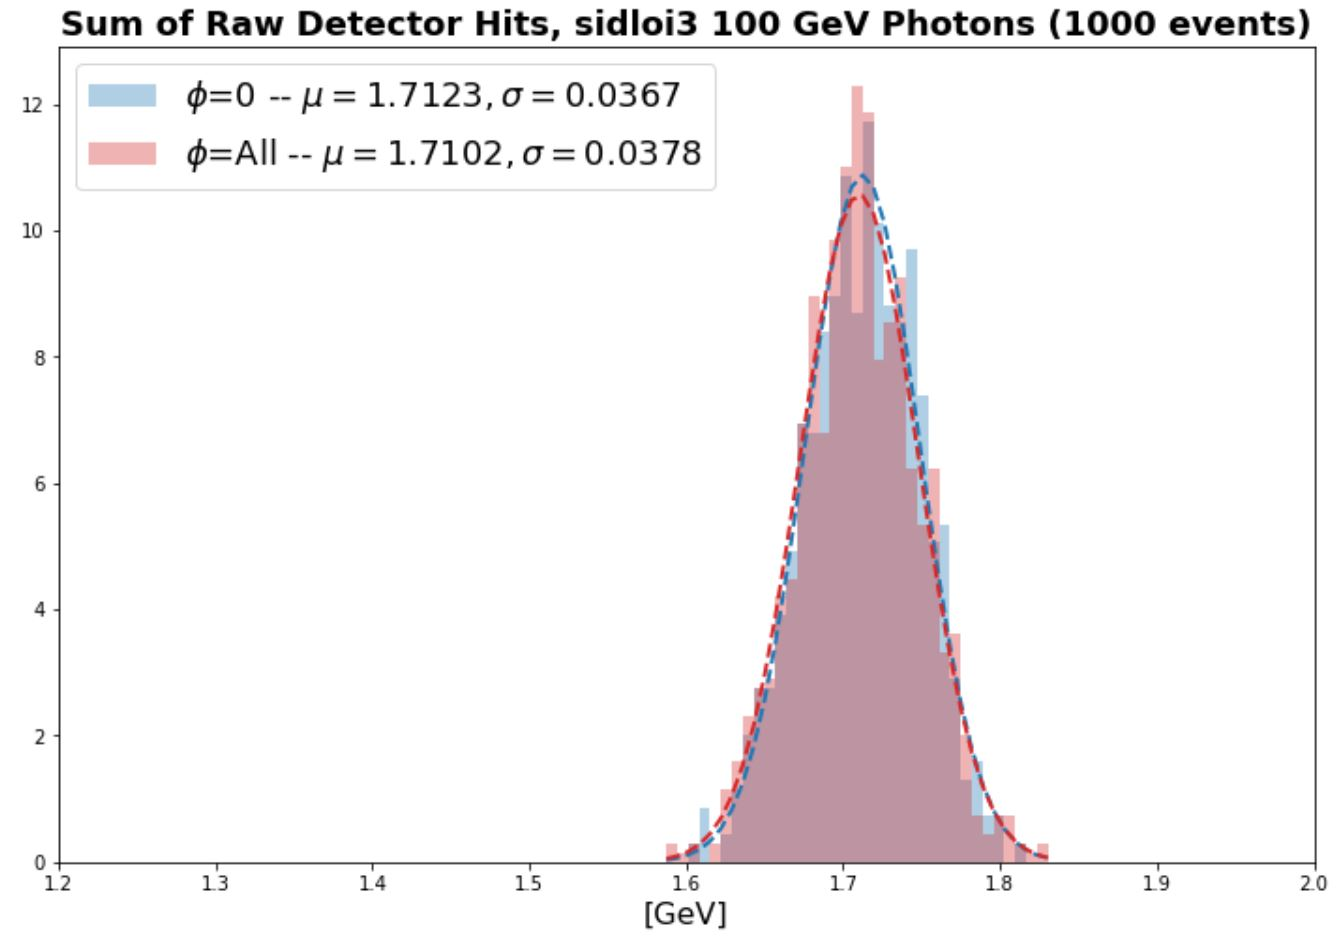 Sum of Raw Detector Hits, sidloi3 100 GeV Photons (1000 events)
ϕ=0 -- μ = 1.7123, σ = 0.0367
ϕ=All -- μ = 1.7102, σ = 0.0378
12
10
8
6
4
2
0
1.2 1.3 1.4 1.5 1.6 1.7 1.8 1.9 2.0
[GeV]